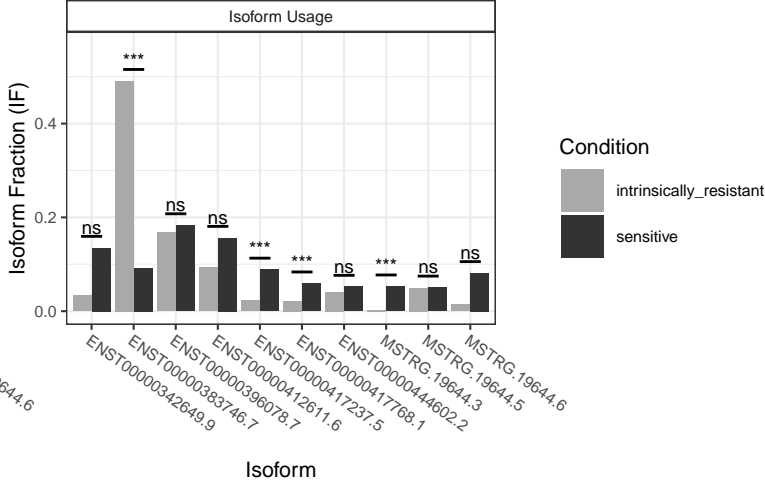 Isoform Usage
Isoform Fraction (IF)
0.4
0.2
0.0
ns
***
ns
ns
***
***
ns
***
ns
ns
ENST00000342649.9
ENST00000383746.7
ENST00000396078.7
ENST00000412611.6
ENST00000417237.5
ENST00000417768.1
ENST00000444602.2
MSTRG.19644.3
MSTRG.19644.5
MSTRG.19644.6
9644.6
Isoform
Condition
intrinsically_resistant
sensitive